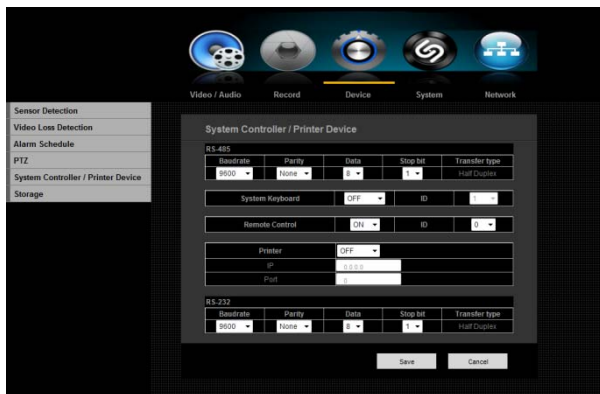 Video / Audio Record Device System Network
Sensor Detection
Video Loss Detection
Alarm Schedule
PTZ
System Controller / Printer Device
Storage
System Controller / Printer Device
RS-485
Baudrate Parity Data Stop bit Transfer type
9600 None 8 1 Half Duplex
System Keyboard OFF ID 1
Remote Control ON ID 0
Printer OFF
IP 0.0.0.0
Port 0
RS-232
Baudrate Parity Data Stop bit Transfer type
9600 None 8 1 Half Duplex
Save Cancel